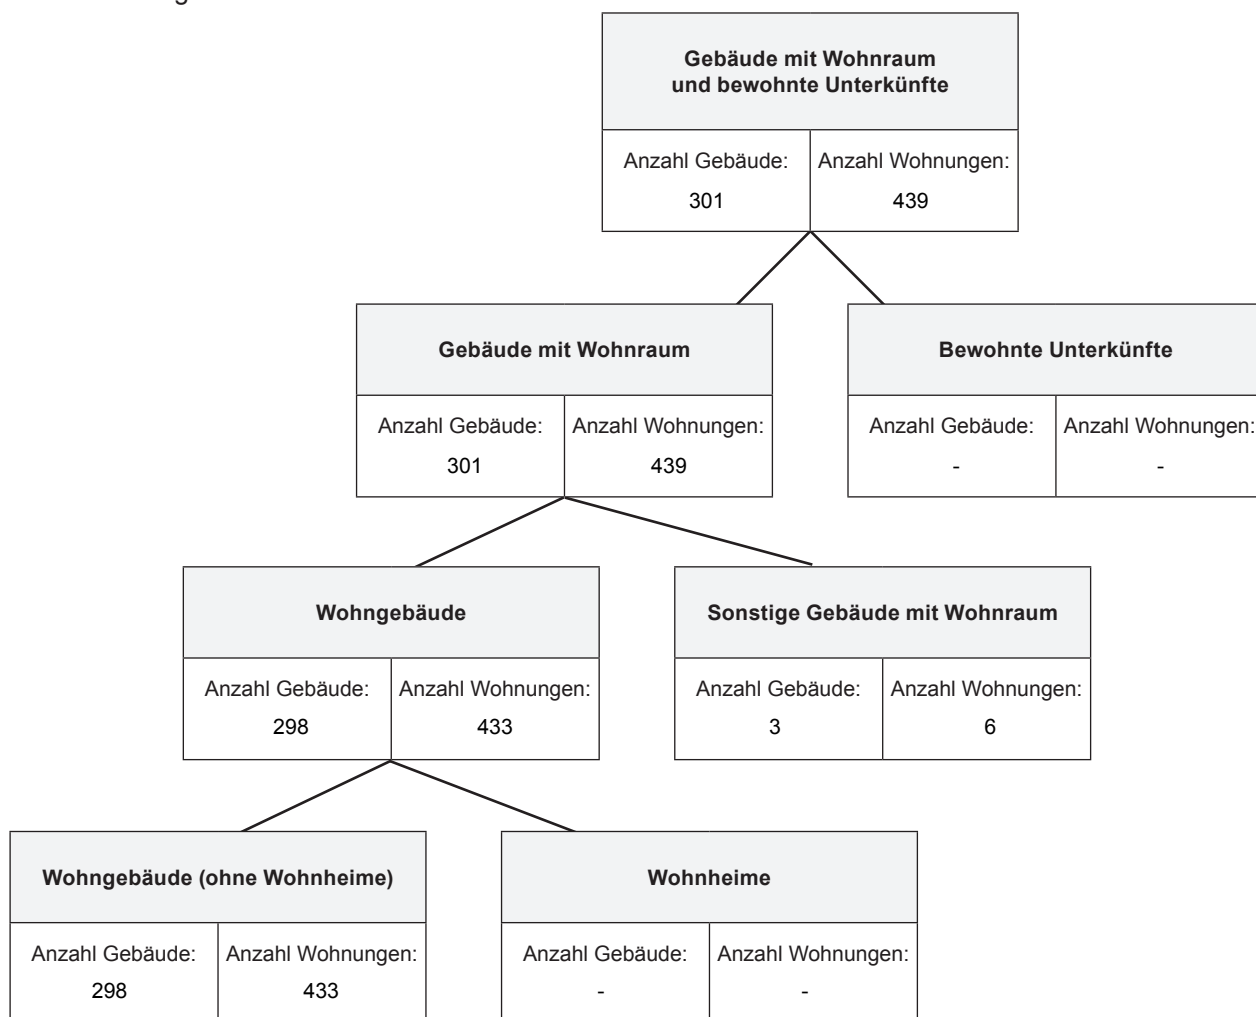 Gebäude mit Wohnraum
und bewohnte Unterkünfte
Anzahl Gebäude: Anzahl Wohnungen:
301 439
Gebäude mit Wohnraum
Anzahl Gebäude: Anzahl Wohnungen:
301 439
Bewohnte Unterkünfte
Anzahl Gebäude: Anzahl Wohnungen:
- -
Wohngebäude
Anzahl Gebäude: Anzahl Wohnungen:
298 433
Sonstige Gebäude mit Wohnraum
Anzahl Gebäude: Anzahl Wohnungen:
3 6
Wohngebäude (ohne Wohnheime)
Anzahl Gebäude: Anzahl Wohnungen:
298 433
Wohnheime
Anzahl Gebäude: Anzahl Wohnungen:
- -